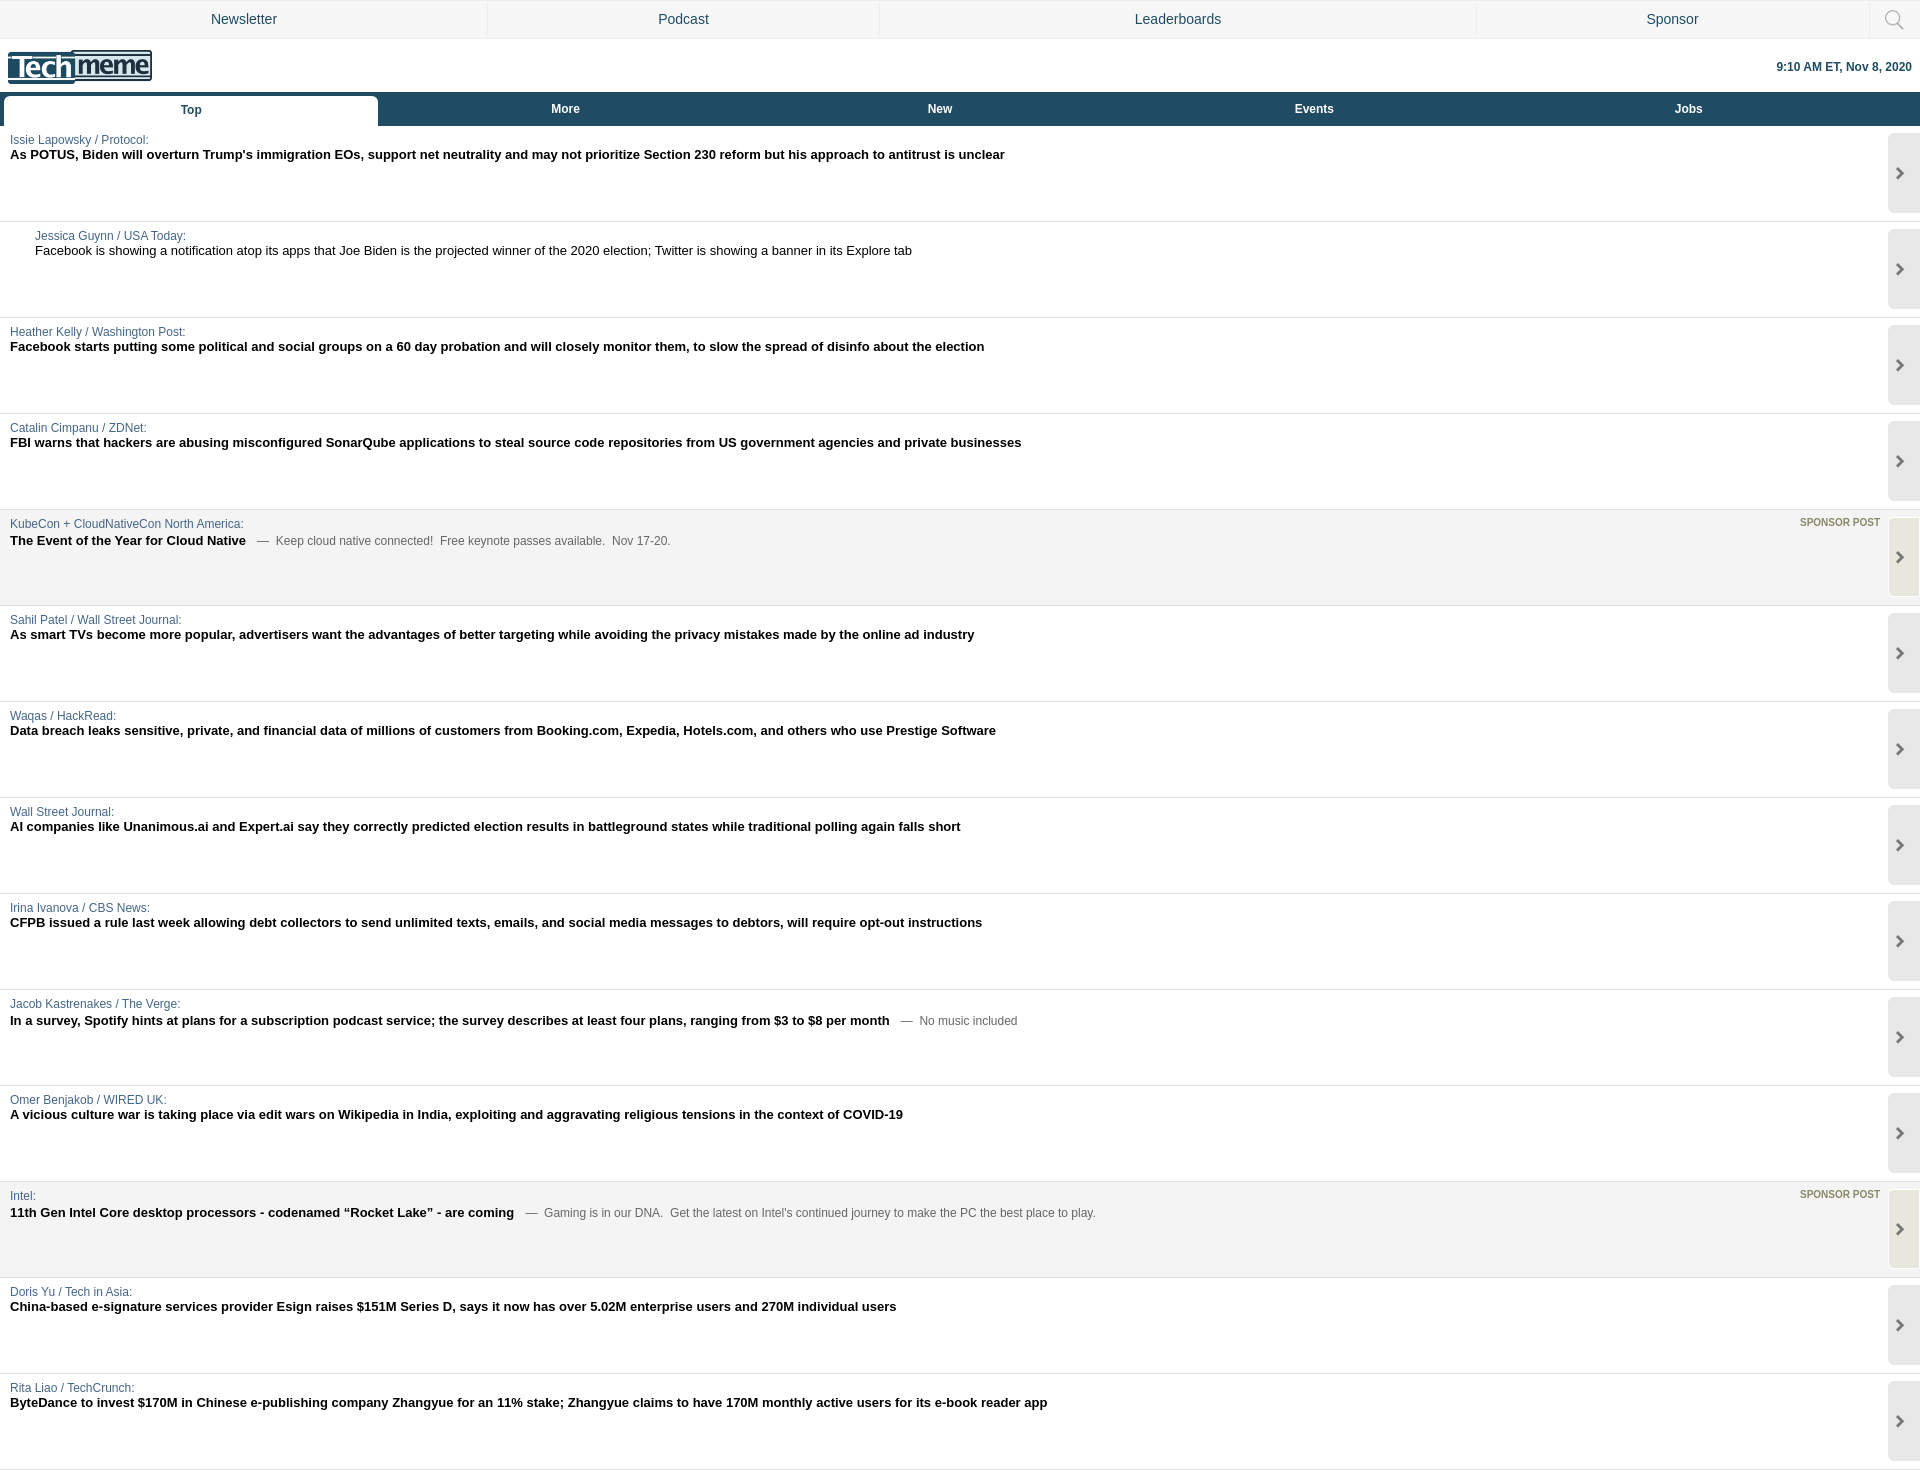 Newsletter
Podcast
Leaderboards
Sponsor
Techmeme
9:10 AM ET, Nov 8, 2020
Top
More
New
Events
Jobs
Issie Lapowsky / Protocol:
As POTUS, Biden will overturn Trump's immigration EOs, support net neutrality and may not prioritize Section 230 reform but his approach to antitrust is unclear
Jessica Guynn / USA Today:
Facebook is showing a notification atop its apps that Joe Biden is the projected winner of the 2020 election; Twitter is showing a banner in its Explore tab
Heather Kelly / Washington Post:
Facebook starts putting some political and social groups on a 60 day probation and will closely monitor them, to slow the spread of disinfo about the election
Catalin Cimpanu / ZDNet:
FBI warns that hackers are abusing misconfigured SonarQube applications to steal source code repositories from US government agencies and private businesses
KubeCon + CloudNativeCon North America:
SPONSOR POST
The Event of the Year for Cloud Native — Keep cloud native connected! Free keynote passes available. Nov 17-20.
Sahil Patel / Wall Street Journal:
As smart TVs become more popular, advertisers want the advantages of better targeting while avoiding the privacy mistakes made by the online ad industry
Waqas / HackRead:
Data breach leaks sensitive, private, and financial data of millions of customers from Booking.com, Expedia, Hotels.com, and others who use Prestige Software
Wall Street Journal:
AI companies like Unanimous.ai and Expert.ai say they correctly predicted election results in battleground states while traditional polling again falls short
Irina Ivanova / CBS News:
CFPB issued a rule last week allowing debt collectors to send unlimited texts, emails, and social media messages to debtors, will require opt-out instructions
Jacob Kastrenakes / The Verge:
In a survey, Spotify hints at plans for a subscription podcast service; the survey describes at least four plans, ranging from $3 to $8 per month — No music included
Omer Benjakob / WIRED UK:
A vicious culture war is taking place via edit wars on Wikipedia in India, exploiting and aggravating religious tensions in the context of COVID-19
Intel:
SPONSOR POST
11th Gen Intel Core desktop processors - codenamed “Rocket Lake” - are coming — Gaming is in our DNA. Get the latest on Intel's continued journey to make the PC the best place to play.
Doris Yu / Tech in Asia:
China-based e-signature services provider Esign raises $151M Series D, says it now has over 5.02M enterprise users and 270M individual users
Rita Liao / TechCrunch:
ByteDance to invest $170M in Chinese e-publishing company Zhangyue for an 11% stake; Zhangyue claims to have 170M monthly active users for its e-book reader app